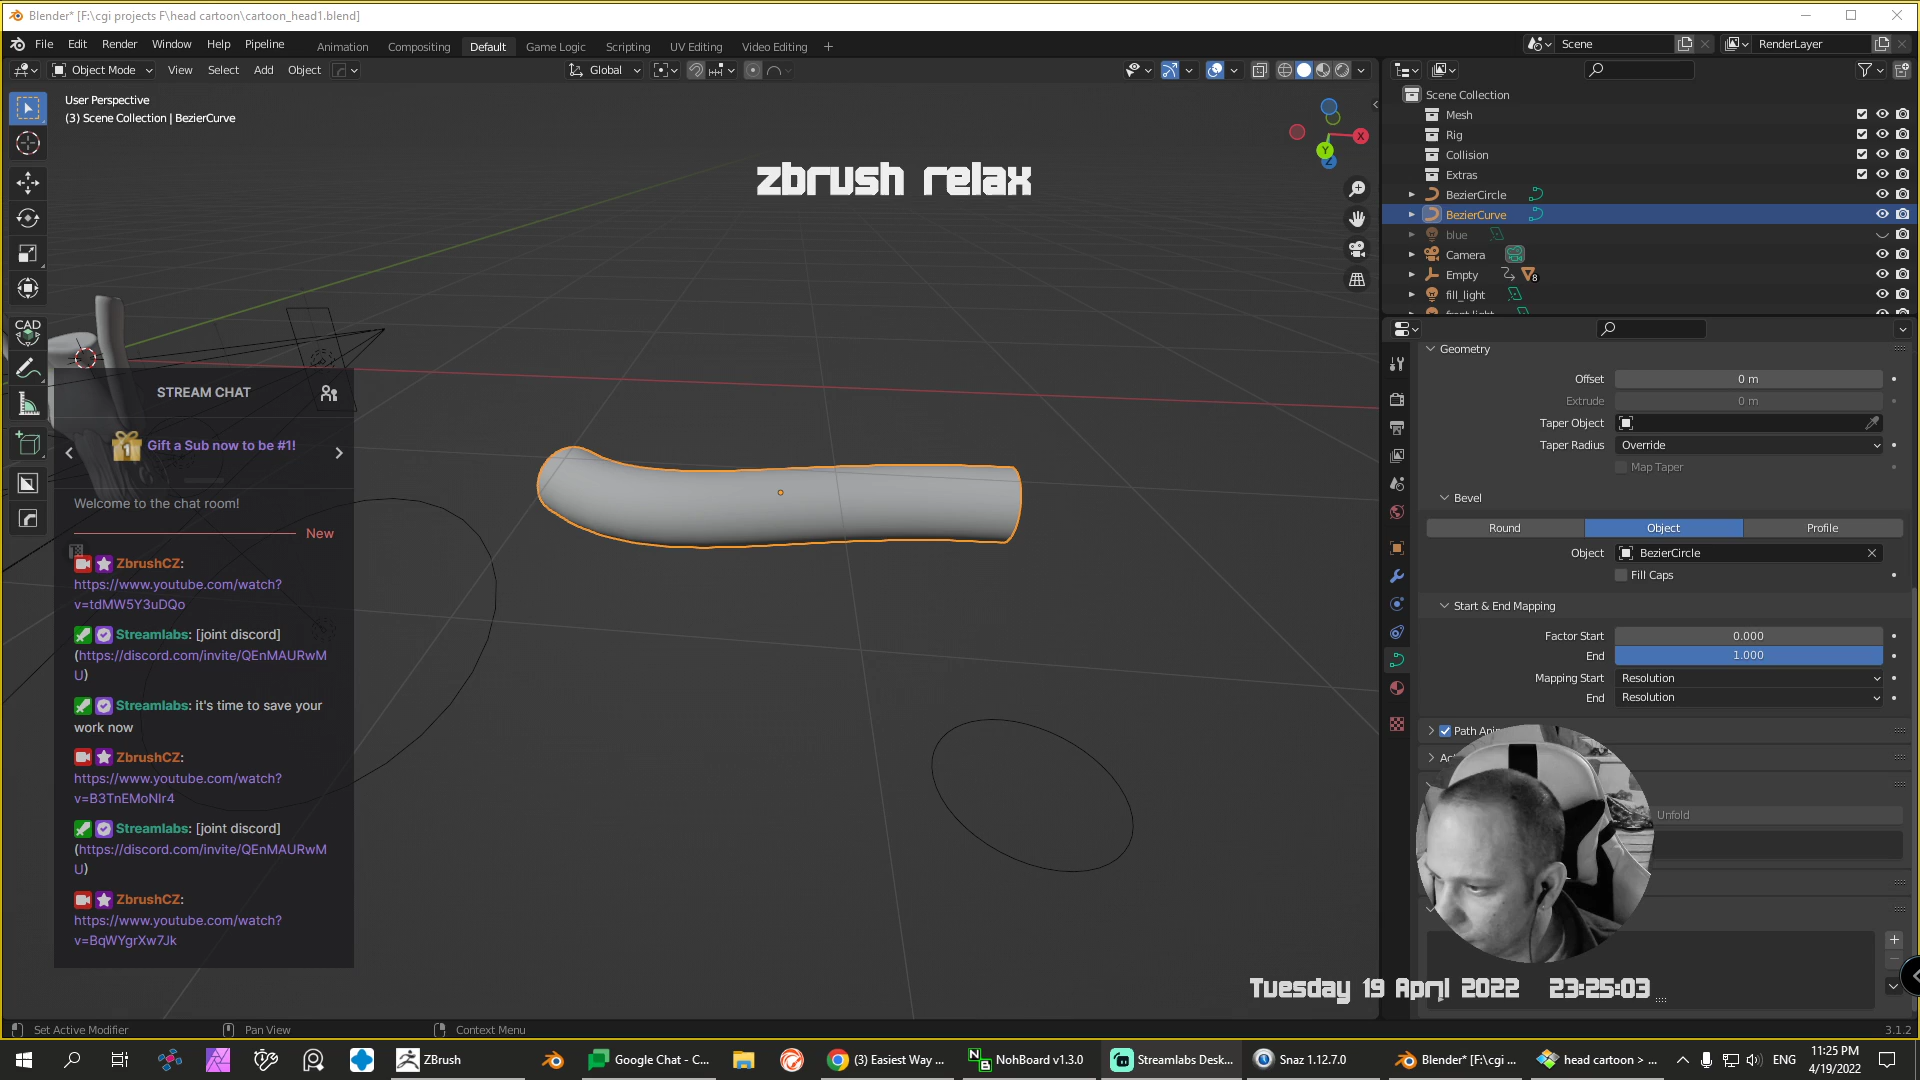 Blender* [F:\cgi projects F\head cartoon\cartoon_head1.blend]
File Edit Render Window Help Pipeline Animation Compositing Default Game Logic Scripting UV Editing Video Editing + Scene RenderLayer
Object Mode View Select Add Object Global
User Perspective
(3) Scene Collection | BezierCurve
zbrush relax
X
Y
Z
CAD
Scene Collection
Mesh
Rig
Collision
Extras
BezierCircle
BezierCurve
blue
Camera
Empty 8
fill_light
Geometry
Offset 0 m
Extrude 0 m
Taper Object
Taper Radius Override
Map Taper
Bevel
Round Object Profile
Object BezierCircle
Fill Caps
Start & End Mapping
Factor Start 0.000
End 1.000
Mapping Start Resolution
End Resolution
Path Ani
Unfold
STREAM CHAT
1 Gift a Sub now to be #1!
Welcome to the chat room!
New
ZbrushCZ:
https://www.youtube.com/watch?
v=tdMW5Y3uDQo
Streamlabs: [joint discord]
(https://discord.com/invite/QEnMAURwM
U)
Streamlabs: it's time to save your
work now
ZbrushCZ:
https://www.youtube.com/watch?
v=B3TnEMoNIr4
Streamlabs: [joint discord]
(https://discord.com/invite/QEnMAURwM
U)
ZbrushCZ:
https://www.youtube.com/watch?
v=BqWYgrXw7Jk
Tuesday 19 April 2022 23:25:03
Set Active Modifier Pan View Context Menu 3.1.2
ZBrush Google Chat - C... (3) Easiest Way ... NohBoard v1.3.0 Streamlabs Desk... Snaz 1.12.7.0 Blender* [F:\cgi ... head cartoon > ... ENG
11:25 PM
4/19/2022